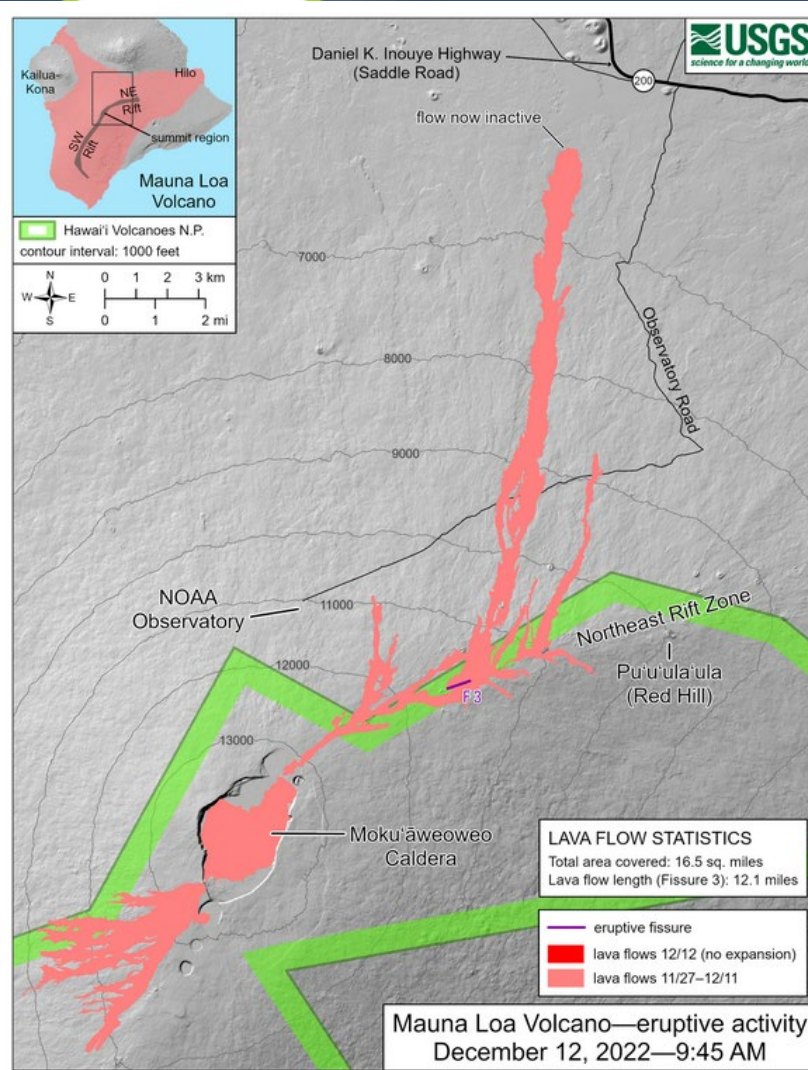 Daniel K. Inouye Highway
(Saddle Road)
USGS
science for a changing world
200
flow now inactive
Kailua-
Kona
Hilo
NE
Rift
SW
Rift
summit region
Mauna Loa
Volcano
Hawai‘i Volcanoes N.P.
contour interval: 1000 feet
N
W
E
S
0 1 2 3 km
0 1 2 mi
7000
Observatory Road
8000
9000
NOAA
Observatory
11000
Northeast Rift Zone
12000
Pu‘u‘ula‘ula
(Red Hill)
F3
13000
Moku‘āweoweo
Caldera
LAVA FLOW STATISTICS
Total area covered: 16.5 sq. miles
Lava flow length (Fissure 3): 12.1 miles
eruptive fissure
lava flows 12/12 (no expansion)
lava flows 11/27–12/11
Mauna Loa Volcano—eruptive activity
December 12, 2022—9:45 AM